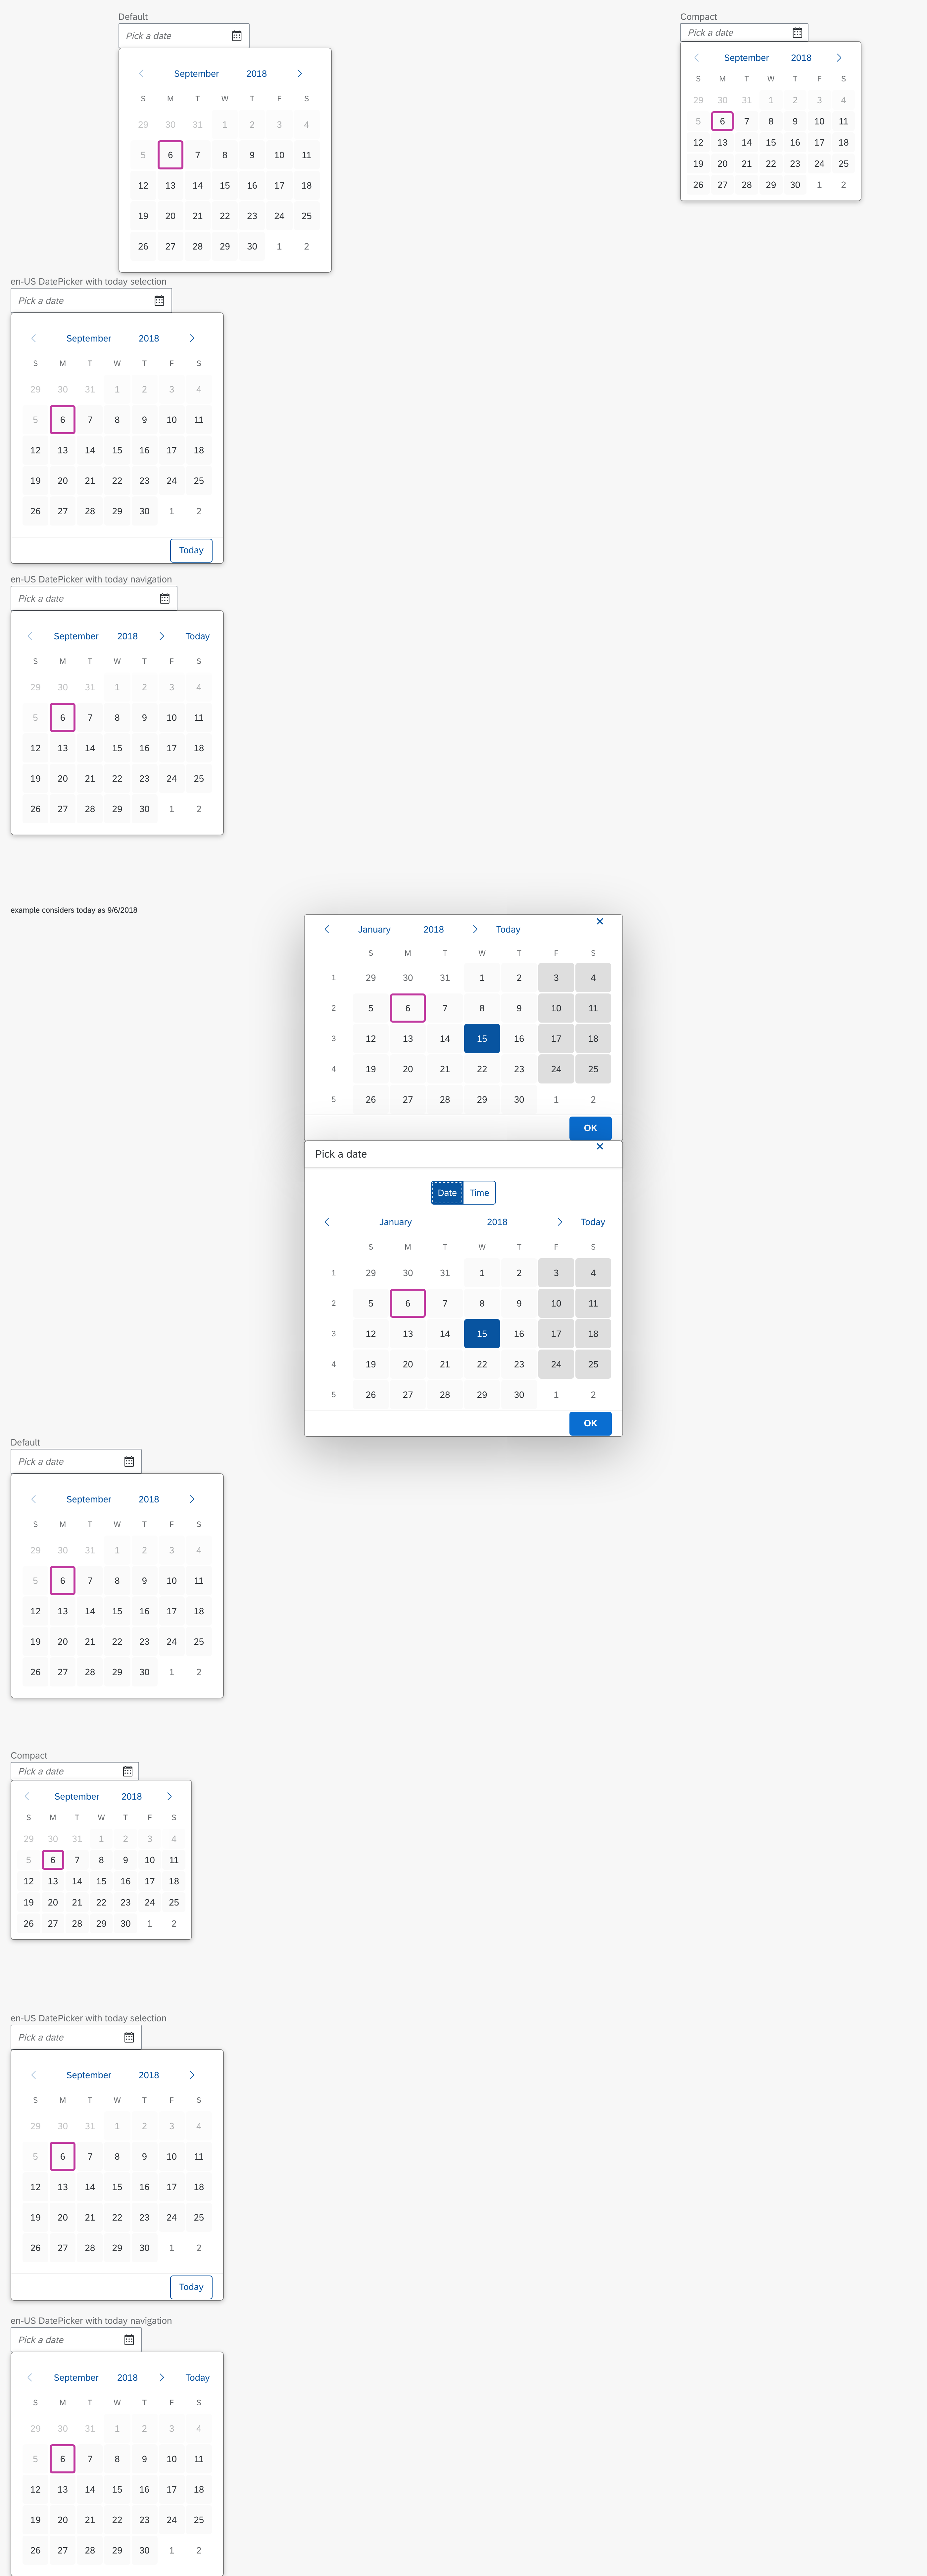 Default
Pick a date
September 2018
S M T W T F S
29 30 31 1 2 3 4
5 6 7 8 9 10 11
12 13 14 15 16 17 18
19 20 21 22 23 24 25
26 27 28 29 30 1 2
Compact
Pick a date
September 2018
S M T W T F S
29 30 31 1 2 3 4
5 6 7 8 9 10 11
12 13 14 15 16 17 18
19 20 21 22 23 24 25
26 27 28 29 30 1 2
en-US DatePicker with today selection
Pick a date
September 2018
S M T W T F S
29 30 31 1 2 3 4
5 6 7 8 9 10 11
12 13 14 15 16 17 18
19 20 21 22 23 24 25
26 27 28 29 30 1 2
Today
en-US DatePicker with today navigation
Pick a date
September 2018 Today
S M T W T F S
29 30 31 1 2 3 4
5 6 7 8 9 10 11
12 13 14 15 16 17 18
19 20 21 22 23 24 25
26 27 28 29 30 1 2
example considers today as 9/6/2018
January 2018 Today
S M T W T F S
1 29 30 31 1 2 3 4
2 5 6 7 8 9 10 11
3 12 13 14 15 16 17 18
4 19 20 21 22 23 24 25
5 26 27 28 29 30 1 2
OK
Pick a date
Date Time
January 2018 Today
S M T W T F S
1 29 30 31 1 2 3 4
2 5 6 7 8 9 10 11
3 12 13 14 15 16 17 18
4 19 20 21 22 23 24 25
5 26 27 28 29 30 1 2
OK
Default
Pick a date
September 2018
S M T W T F S
29 30 31 1 2 3 4
5 6 7 8 9 10 11
12 13 14 15 16 17 18
19 20 21 22 23 24 25
26 27 28 29 30 1 2
Compact
Pick a date
September 2018
S M T W T F S
29 30 31 1 2 3 4
5 6 7 8 9 10 11
12 13 14 15 16 17 18
19 20 21 22 23 24 25
26 27 28 29 30 1 2
en-US DatePicker with today selection
Pick a date
September 2018
S M T W T F S
29 30 31 1 2 3 4
5 6 7 8 9 10 11
12 13 14 15 16 17 18
19 20 21 22 23 24 25
26 27 28 29 30 1 2
Today
en-US DatePicker with today navigation
Pick a date
September 2018 Today
S M T W T F S
29 30 31 1 2 3 4
5 6 7 8 9 10 11
12 13 14 15 16 17 18
19 20 21 22 23 24 25
26 27 28 29 30 1 2